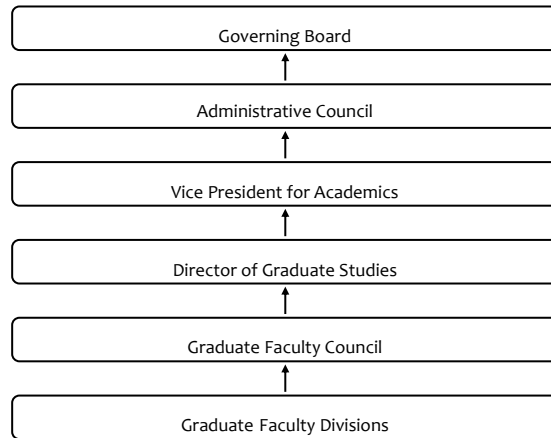 Governing Board
Administrative Council
Vice President for Academics
Director of Graduate Studies
Graduate Faculty Council
Graduate Faculty Divisions